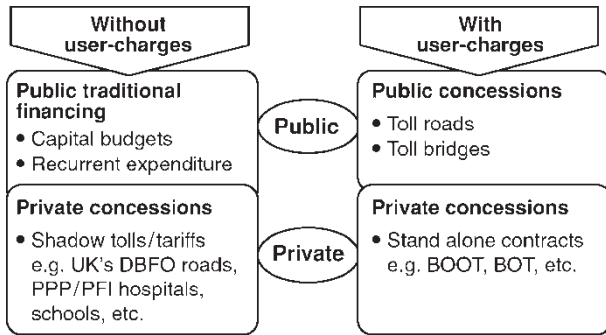 Without
user-charges
With
user-charges
Public traditional
financing
• Capital budgets
• Recurrent expenditure
Public
Public concessions
• Toll roads
• Toll bridges
Private concessions
• Shadow tolls/tariffs
e.g. UK's DBFO roads,
PPP/PFI hospitals,
schools, etc.
Private
Private concessions
• Stand alone contracts
e.g. BOOT, BOT, etc.